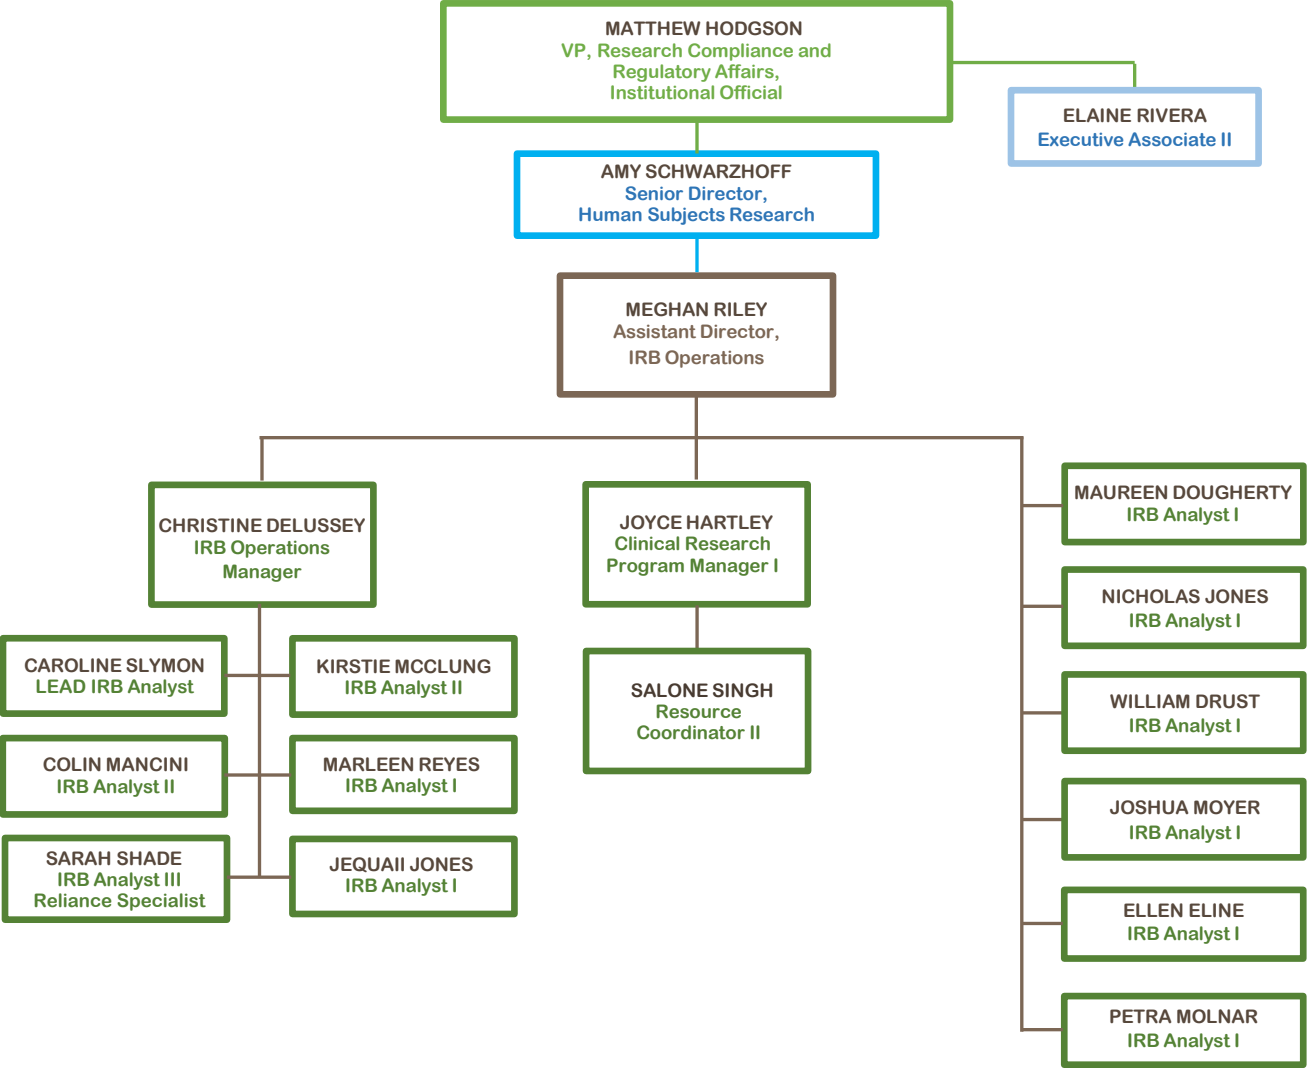 MATTHEW HODGSON
VP, Research Compliance and
Regulatory Affairs,
Institutional Official
ELAINE RIVERA
Executive Associate II
AMY SCHWARZHOFF
Senior Director,
Human Subjects Research
MEGHAN RILEY
Assistant Director,
IRB Operations
CHRISTINE DELUSSEY
IRB Operations
Manager
CAROLINE SLYMON
LEAD IRB Analyst
KIRSTIE MCCLUNG
IRB Analyst II
COLIN MANCINI
IRB Analyst II
MARLEEN REYES
IRB Analyst I
SARAH SHADE
IRB Analyst III
Reliance Specialist
JEQUAII JONES
IRB Analyst I
JOYCE HARTLEY
Clinical Research
Program Manager I
SALONE SINGH
Resource
Coordinator II
MAUREEN DOUGHERTY
IRB Analyst I
NICHOLAS JONES
IRB Analyst I
WILLIAM DRUST
IRB Analyst I
JOSHUA MOYER
IRB Analyst I
ELLEN ELINE
IRB Analyst I
PETRA MOLNAR
IRB Analyst I